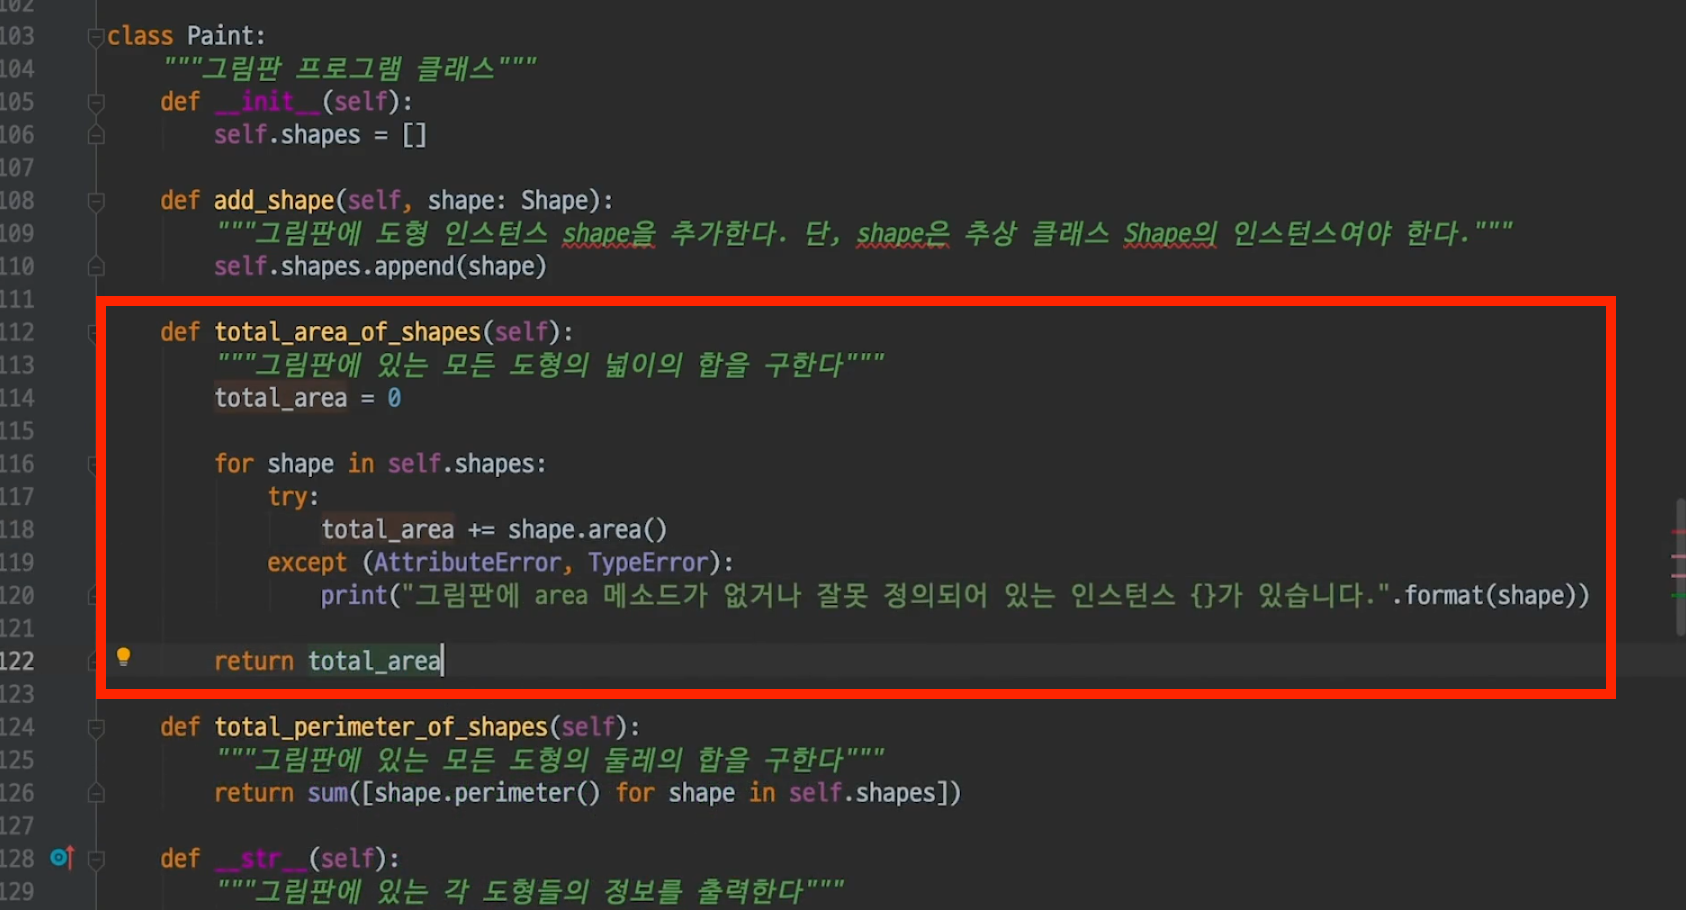 102
103 class Paint:
104 """그림판 프로그램 클래스"""
105 def __init__(self):
106 self.shapes = []
107
108 def add_shape(self, shape: Shape):
109 """그림판에 도형 인스턴스 shape을 추가한다. 단, shape은 추상 클래스 Shape의 인스턴스여야 한다."""
110 self.shapes.append(shape)
111
112 def total_area_of_shapes(self):
113 """그림판에 있는 모든 도형의 넓이의 합을 구한다"""
114 total_area = 0
115
116 for shape in self.shapes:
117 try:
118 total_area += shape.area()
119 except (AttributeError, TypeError):
120 print("그림판에 area 메소드가 없거나 잘못 정의되어 있는 인스턴스 {}가 있습니다.".format(shape))
121
122 return total_area
123
124 def total_perimeter_of_shapes(self):
125 """그림판에 있는 모든 도형의 둘레의 합을 구한다"""
126 return sum([shape.perimeter() for shape in self.shapes])
127
128 def __str__(self):
129 """그림판에 있는 각 도형들의 정보를 출력한다"""